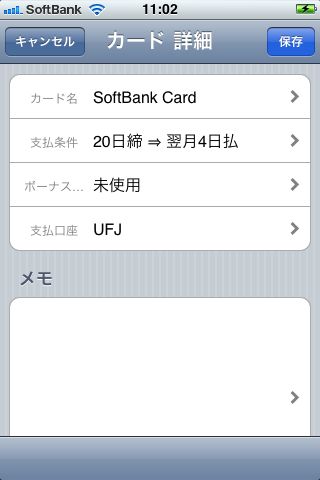 SoftBank 11:02
キャンセル カード 詳細 保存
カード名 SoftBank Card
支払条件 20日締 ⇒ 翌月4日払
ボーナス... 未使用
支払口座 UFJ
メモ